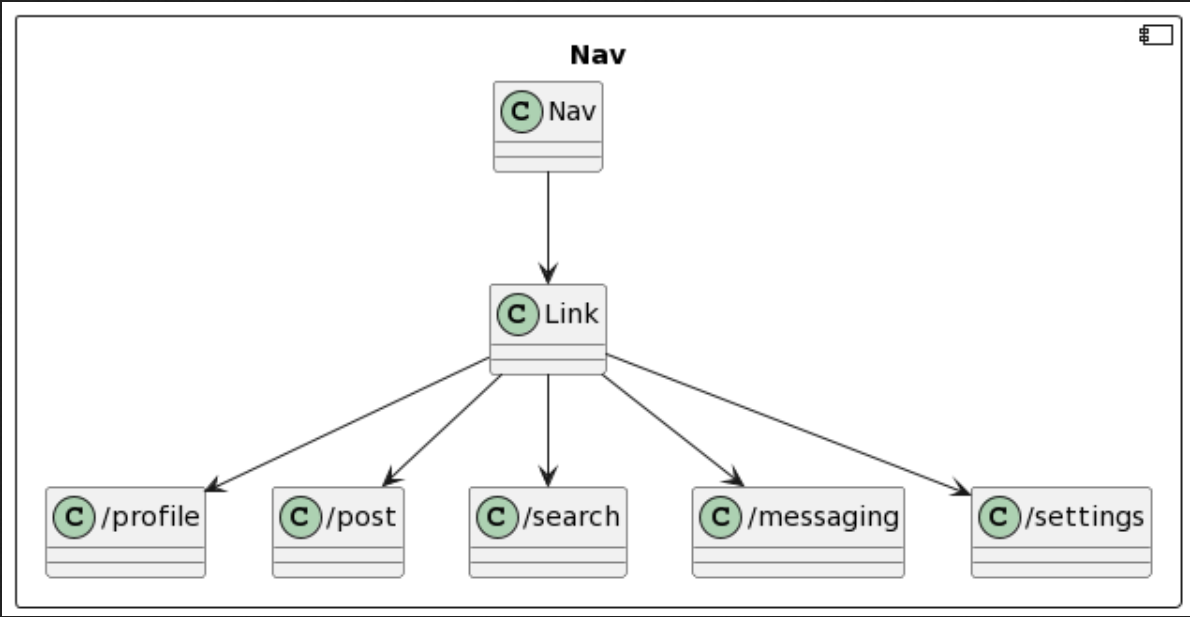 Nav
C Nav
C Link
C /profile
C /post
C /search
C /messaging
C /settings